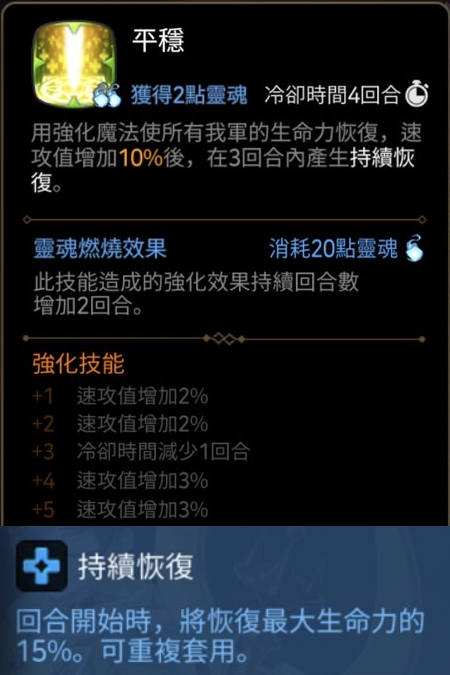 平穩
獲得2點靈魂 冷卻時間4回合
用強化魔法使所有我軍的生命力恢復，速
攻值增加10%後，在3回合內產生持續恢
復。
靈魂燃燒效果 消耗20點靈魂
此技能造成的強化效果持續回合數
增加2回合。
強化技能
+1 速攻值增加2%
+2 速攻值增加2%
+3 冷卻時間減少1回合
+4 速攻值增加3%
+5 速攻值增加3%
持續恢復
回合開始時，將恢復最大生命力的
15%。可重複套用。